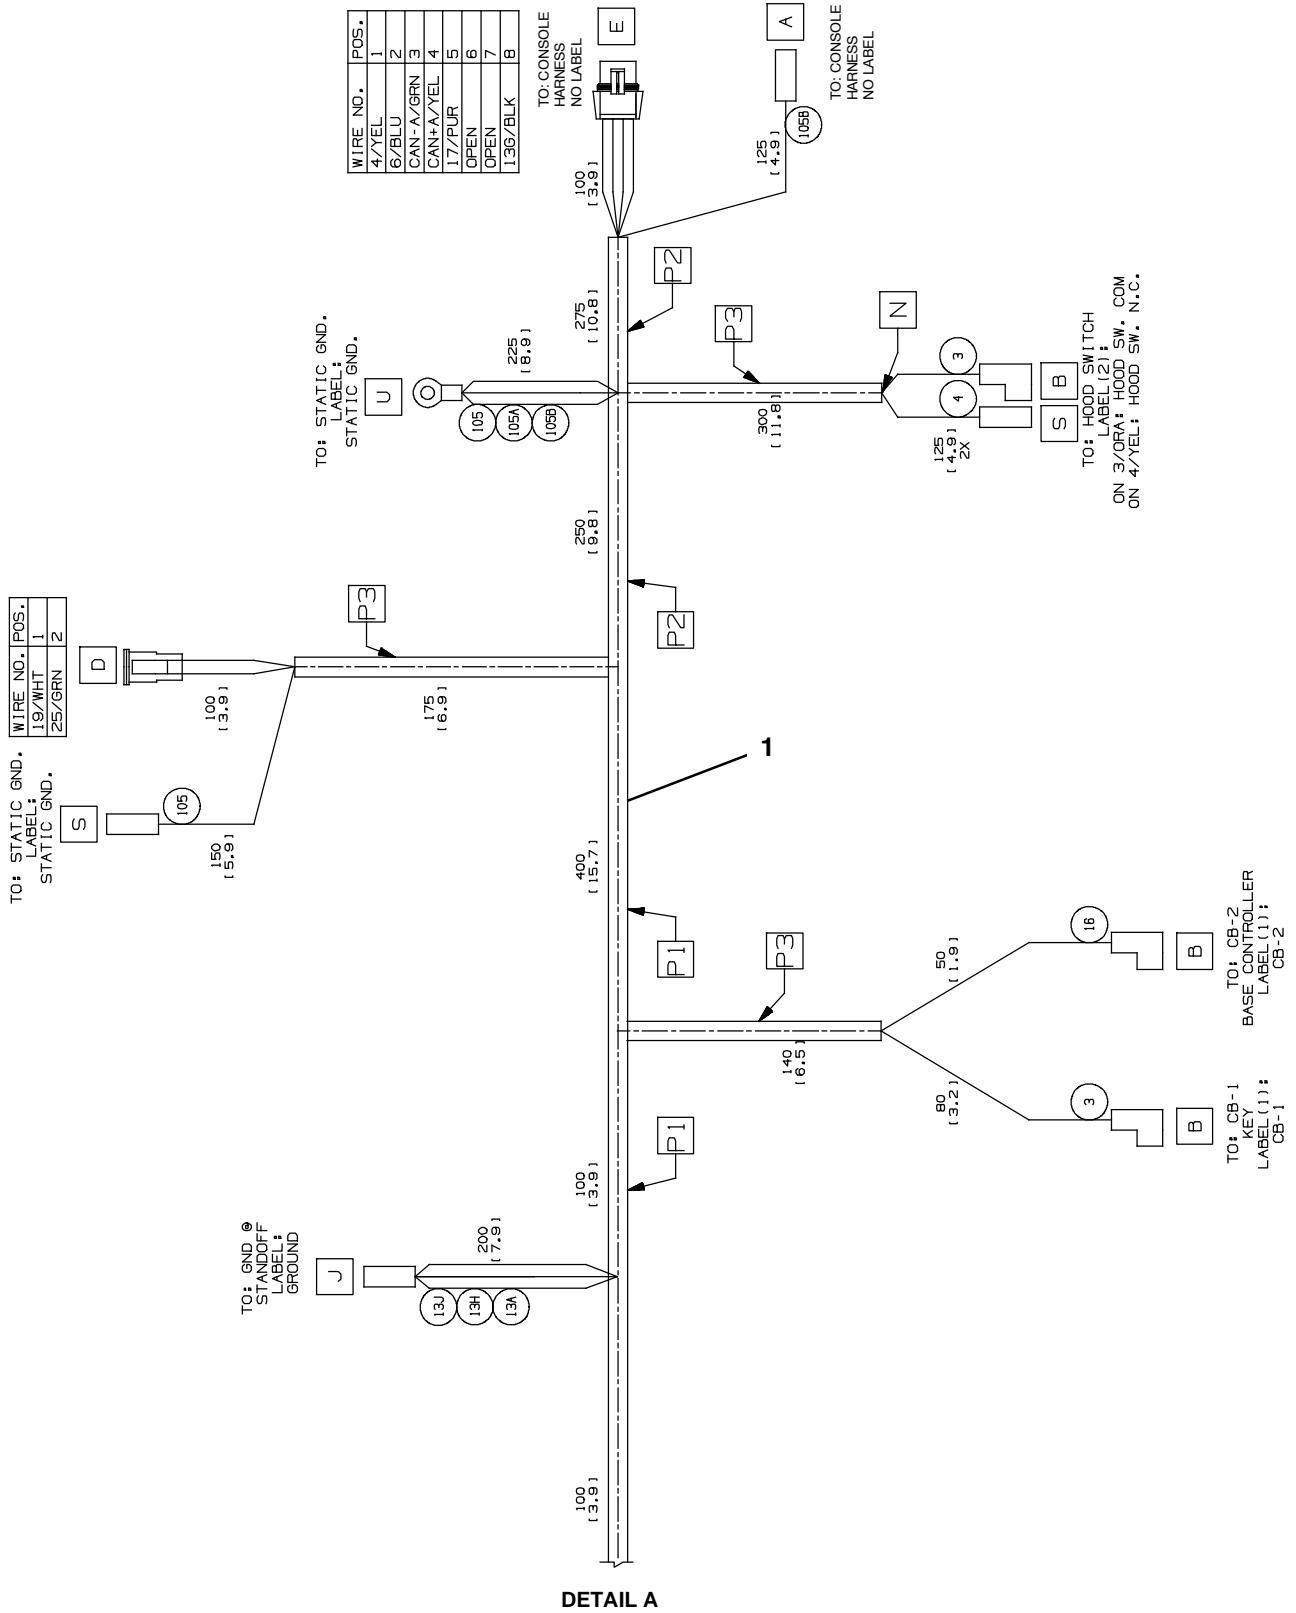 WIRE NO. POS.
4/YEL 1
6/BLU 2
CAN-A/GRN 3
CAN+A/YEL 4
17/PUR 5
OPEN 6
OPEN 7
13G/BLK 8
E
TO: CONSOLE
HARNESS
NO LABEL
A
TO: CONSOLE
HARNESS
NO LABEL
105B
125
[4.9]
100
[3.9]
P2
275
[10.8]
TO: STATIC GND.
LABEL:
STATIC GND.
U
225
[8.9]
105
105A
105B
P3
300
[11.8]
N
3
4
125
[4.9]
2X
B
S
TO: HOOD SWITCH
LABEL(2):
ON 3/ORA: HOOD SW. COM
ON 4/YEL: HOOD SW. N.C.
250
[9.8]
P2
WIRE NO. POS.
19/WHT 1
25/GRN 2
D
100
[3.9]
P3
175
[6.9]
TO: STATIC GND.
LABEL:
STATIC GND.
S
105
150
[5.9]
1
400
[15.7]
P1
P3
140
[6.5]
50
[1.9]
16
B
TO: CB-2
BASE CONTROLLER
LABEL(1):
CB-2
80
[3.2]
3
B
TO: CB-1
KEY
LABEL(1):
CB-1
P1
100
[3.9]
TO: GND @
STANDOFF
LABEL:
GROUND
J
200
[7.9]
13J
13H
13A
100
[3.9]
DETAIL A